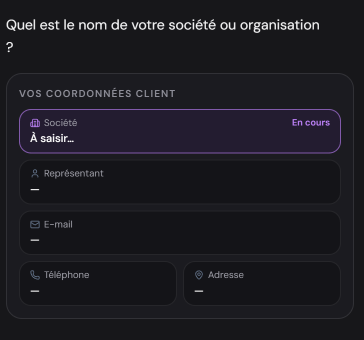 Quel est le nom de votre société ou organisation
?
VOS COORDONNÉES CLIENT
Société En cours
À saisir...
Représentant
—
E-mail
—
Téléphone Adresse
— —